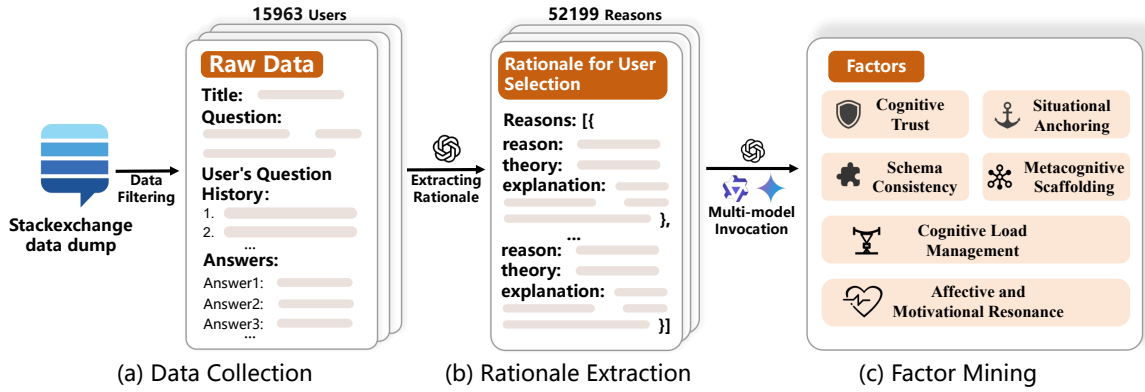 15963 Users
52199 Reasons
Raw Data
Title:
Question:
User's Question
History:
1.
2.
...
Answers:
Answer1:
Answer2:
Answer3:
...
Stackexchange
data dump
Data
Filtering
Extracting
Rationale
Rationale for User
Selection
Reasons: [{
reason:
theory:
explanation:
},
...
reason:
theory:
explanation:
}]
Multi-model
Invocation
Factors
Cognitive
Trust
Situational
Anchoring
Schema
Consistency
Metacognitive
Scaffolding
Cognitive Load
Management
Affective and
Motivational Resonance
(a) Data Collection
(b) Rationale Extraction
(c) Factor Mining